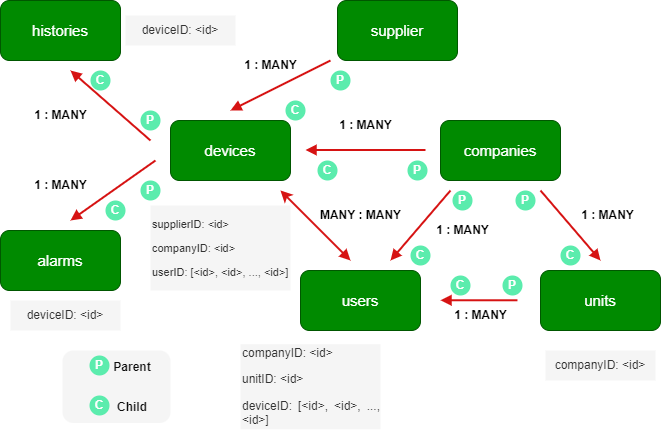 histories
deviceID: <id>
supplier
1 : MANY
C
P
1 : MANY
P
C
devices
1 : MANY
companies
C
P
1 : MANY
P
C
supplierID: <id>
companyID: <id>
userID: [<id>, <id>, ..., <id>]
MANY : MANY
P
1 : MANY
C
P
1 : MANY
C
alarms
deviceID: <id>
users
C
P
1 : MANY
units
companyID: <id>
unitID: <id>
deviceID: [<id>, <id>, ...,
<id>]
companyID: <id>
P Parent
C Child